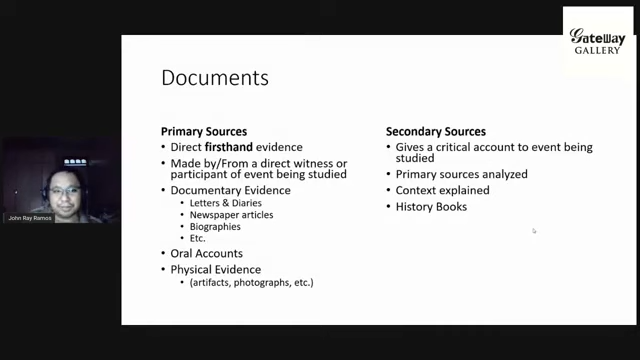 GateWay
GALLERY
Documents
Primary Sources
• Direct firsthand evidence
• Made by/From a direct witness or
participant of event being studied
• Documentary Evidence
• Letters & Diaries
• Newspaper articles
• Biographies
• Etc.
• Oral Accounts
• Physical Evidence
• (artifacts, photographs, etc.)
Secondary Sources
• Gives a critical account to event being
studied
• Primary sources analyzed
• Context explained
• History Books
John Ray Ramos